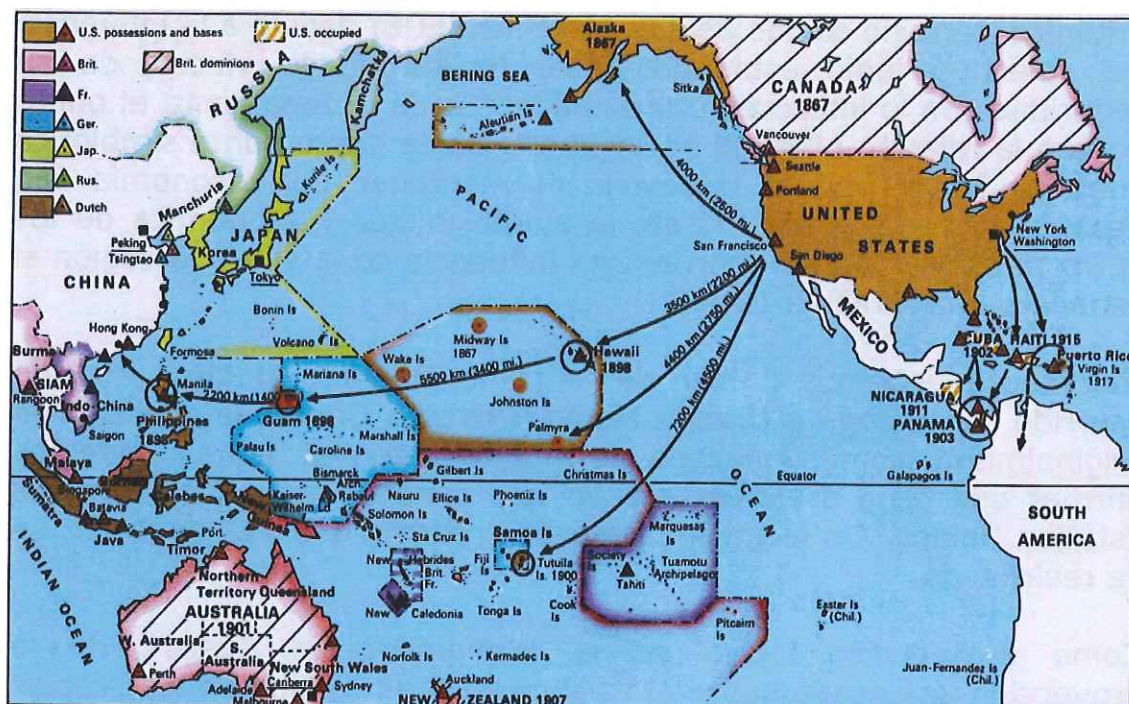 U.S. possessions and bases
U.S. occupied
Brit.
Brit. dominions
Fr.
Ger.
Jap.
Rus.
Dutch
RUSSIA
Kamchatska
BERING SEA
Alaska
1867
Sitka
Aleutian Is
CANADA
1867
Vancouver
Seattle
Portland
UNITED
STATES
New York
Washington
San Francisco
San Diego
4000 km (2500 mi.)
Kurile Is
Manchuria
Peking
Tsingtao
Korea
JAPAN
Tokyo
PACIFIC
OCEAN
CHINA
Bonin Is
Volcano Is
Hong Kong
Formosa
Burma
SIAM
Rangoon
Indo-China
Saigon
Manila
Philippines
1898
2200 km (1400 mi.)
Mariana Is
Guam 1898
5500 km (3400 mi.)
Wake Is
Midway Is
1867
Hawaii
1898
3500 km (2200 mi.)
4400 km (2750 mi.)
7200 km (4500 mi.)
Johnston Is
Palmyra
MEXICO
CUBA
1902
HAITI 1915
Puerto Rico
Virgin Is
1917
NICARAGUA
1911
PANAMA
1903
Palau Is
Caroline Is
Marshall Is
Malaya
Singapore
Sumatra
Borneo
Celebes
Batavia
Java
Port.
Timor
New
Guinea
Kaiser-
Wilhelm Ld
Bismarck
Arch.
Rabaul
Nauru
Gilbert Is
Ellice Is
Phoenix Is
Christmas Is
Equator
Galapagos Is
SOUTH
AMERICA
Solomon Is
Sta Cruz Is
New Hebrides
Brit.
Fr.
New Caledonia
Fiji Is
Samoa Is
Tutuila
Is. 1900
Tonga Is
Cook Is
Society
Is
Tahiti
Marquesas
Is
Tuamotu
Archipelago
Pitcairn Is
Easter Is
(Chil.)
Juan-Fernandez Is
(Chil.)
INDIAN OCEAN
Northern
Territory
Queensland
AUSTRALIA
1901
W. Australia
S.
Australia
New South Wales
Perth
Adelaide
Canberra
Melbourne
Sydney
Norfolk Is
Kermadec Is
Auckland
NEW ZEALAND 1907